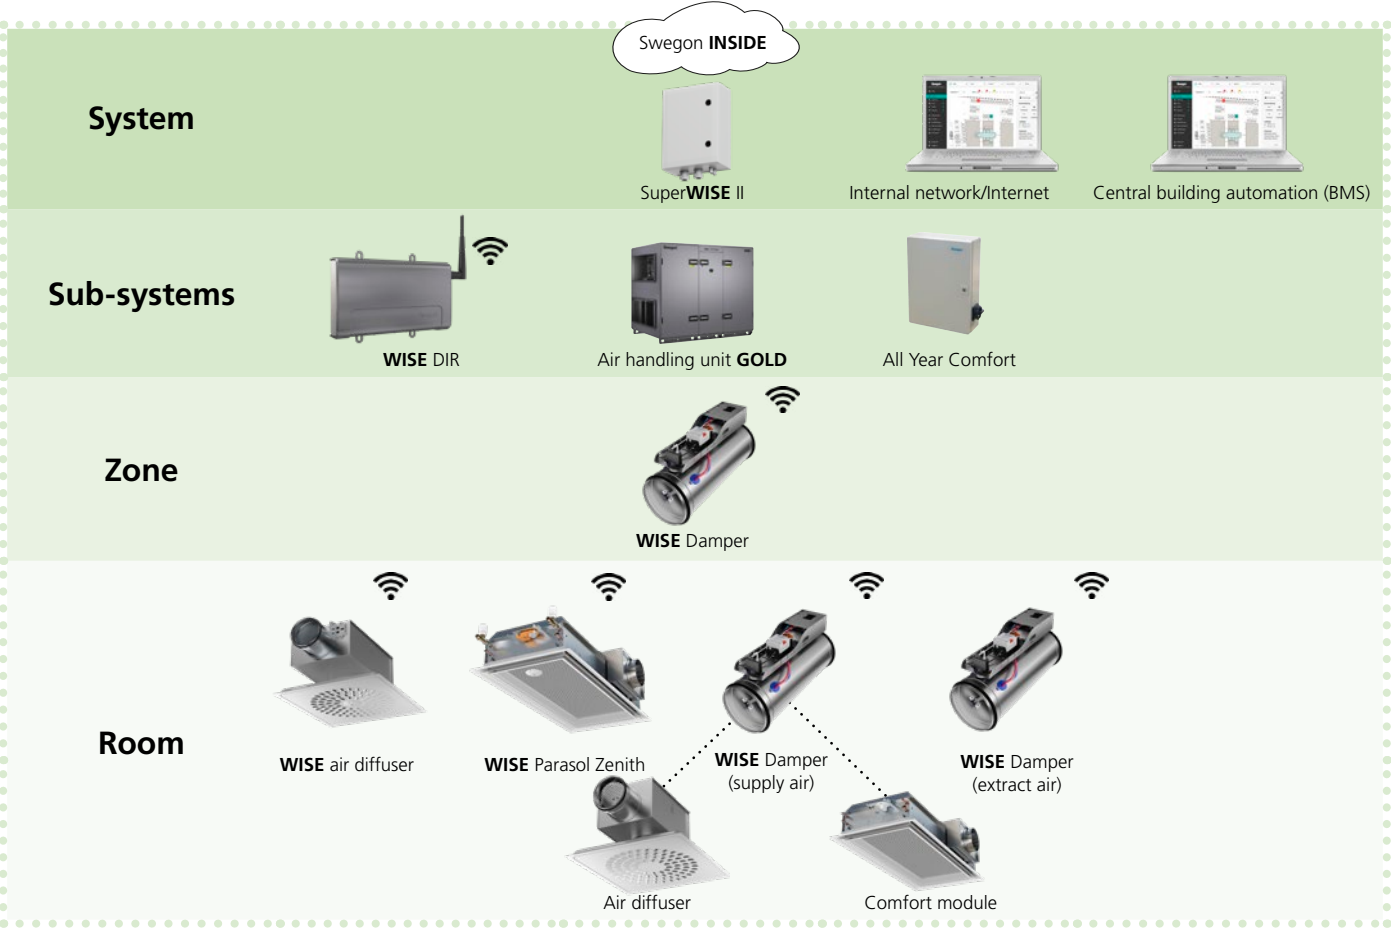 Swegon INSIDE
System
SuperWISE II
Internal network/Internet
Central building automation (BMS)
Sub-systems
WISE DIR
Air handling unit GOLD
All Year Comfort
Zone
WISE Damper
Room
WISE air diffuser
WISE Parasol Zenith
WISE Damper
(supply air)
WISE Damper
(extract air)
Air diffuser
Comfort module